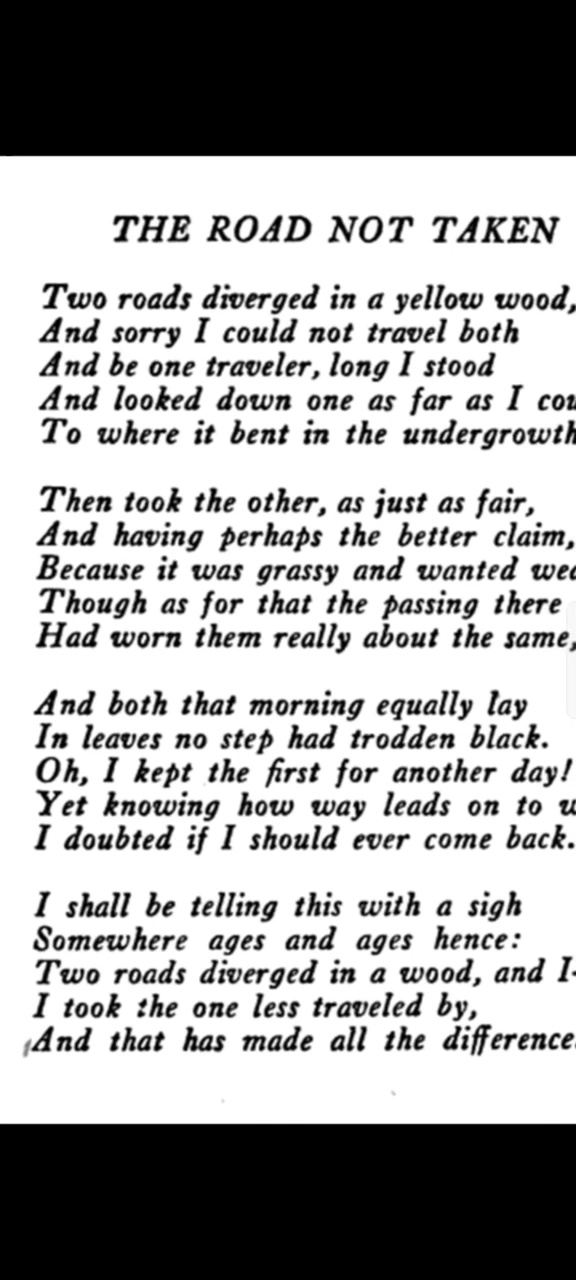 THE ROAD NOT TAKEN
Two roads diverged in a yellow wood,
And sorry I could not travel both
And be one traveler, long I stood
And looked down one as far as I
To where it bent in the undergrowth
Then took the other, as just as fair,
And having perhaps the better claim,
Because it was grassy and wanted
Though as for that the passing there
Had worn them really about the same,
And both that morning equally lay
In leaves no step had trodden black.
Oh, I kept the first for another day!
Yet knowing how way leads on to
I doubted if I should ever come back.
I shall be telling this with a sigh
Somewhere ages and ages hence:
Two roads diverged in a wood, and I-
I took the one less traveled by,
And that has made all the difference.